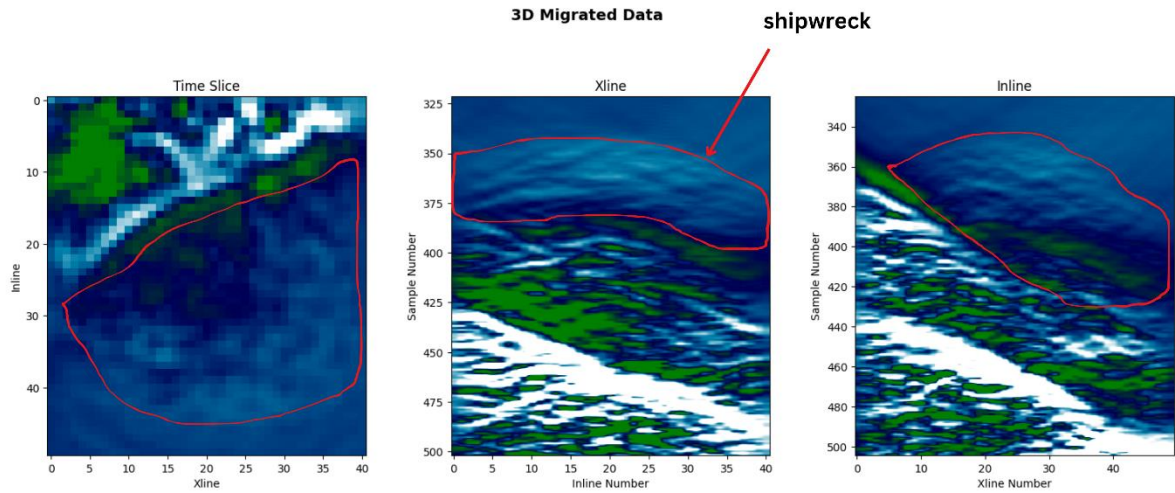 3D Migrated Data
shipwreck
Time Slice
0
10
20
30
40
Inline
0 5 10 15 20 25 30 35 40
Xline
Xline
325
350
375
400
425
450
475
500
Sample Number
0 5 10 15 20 25 30 35 40
Inline Number
Inline
340
360
380
400
420
440
460
480
500
Sample Number
0 10 20 30 40
Xline Number